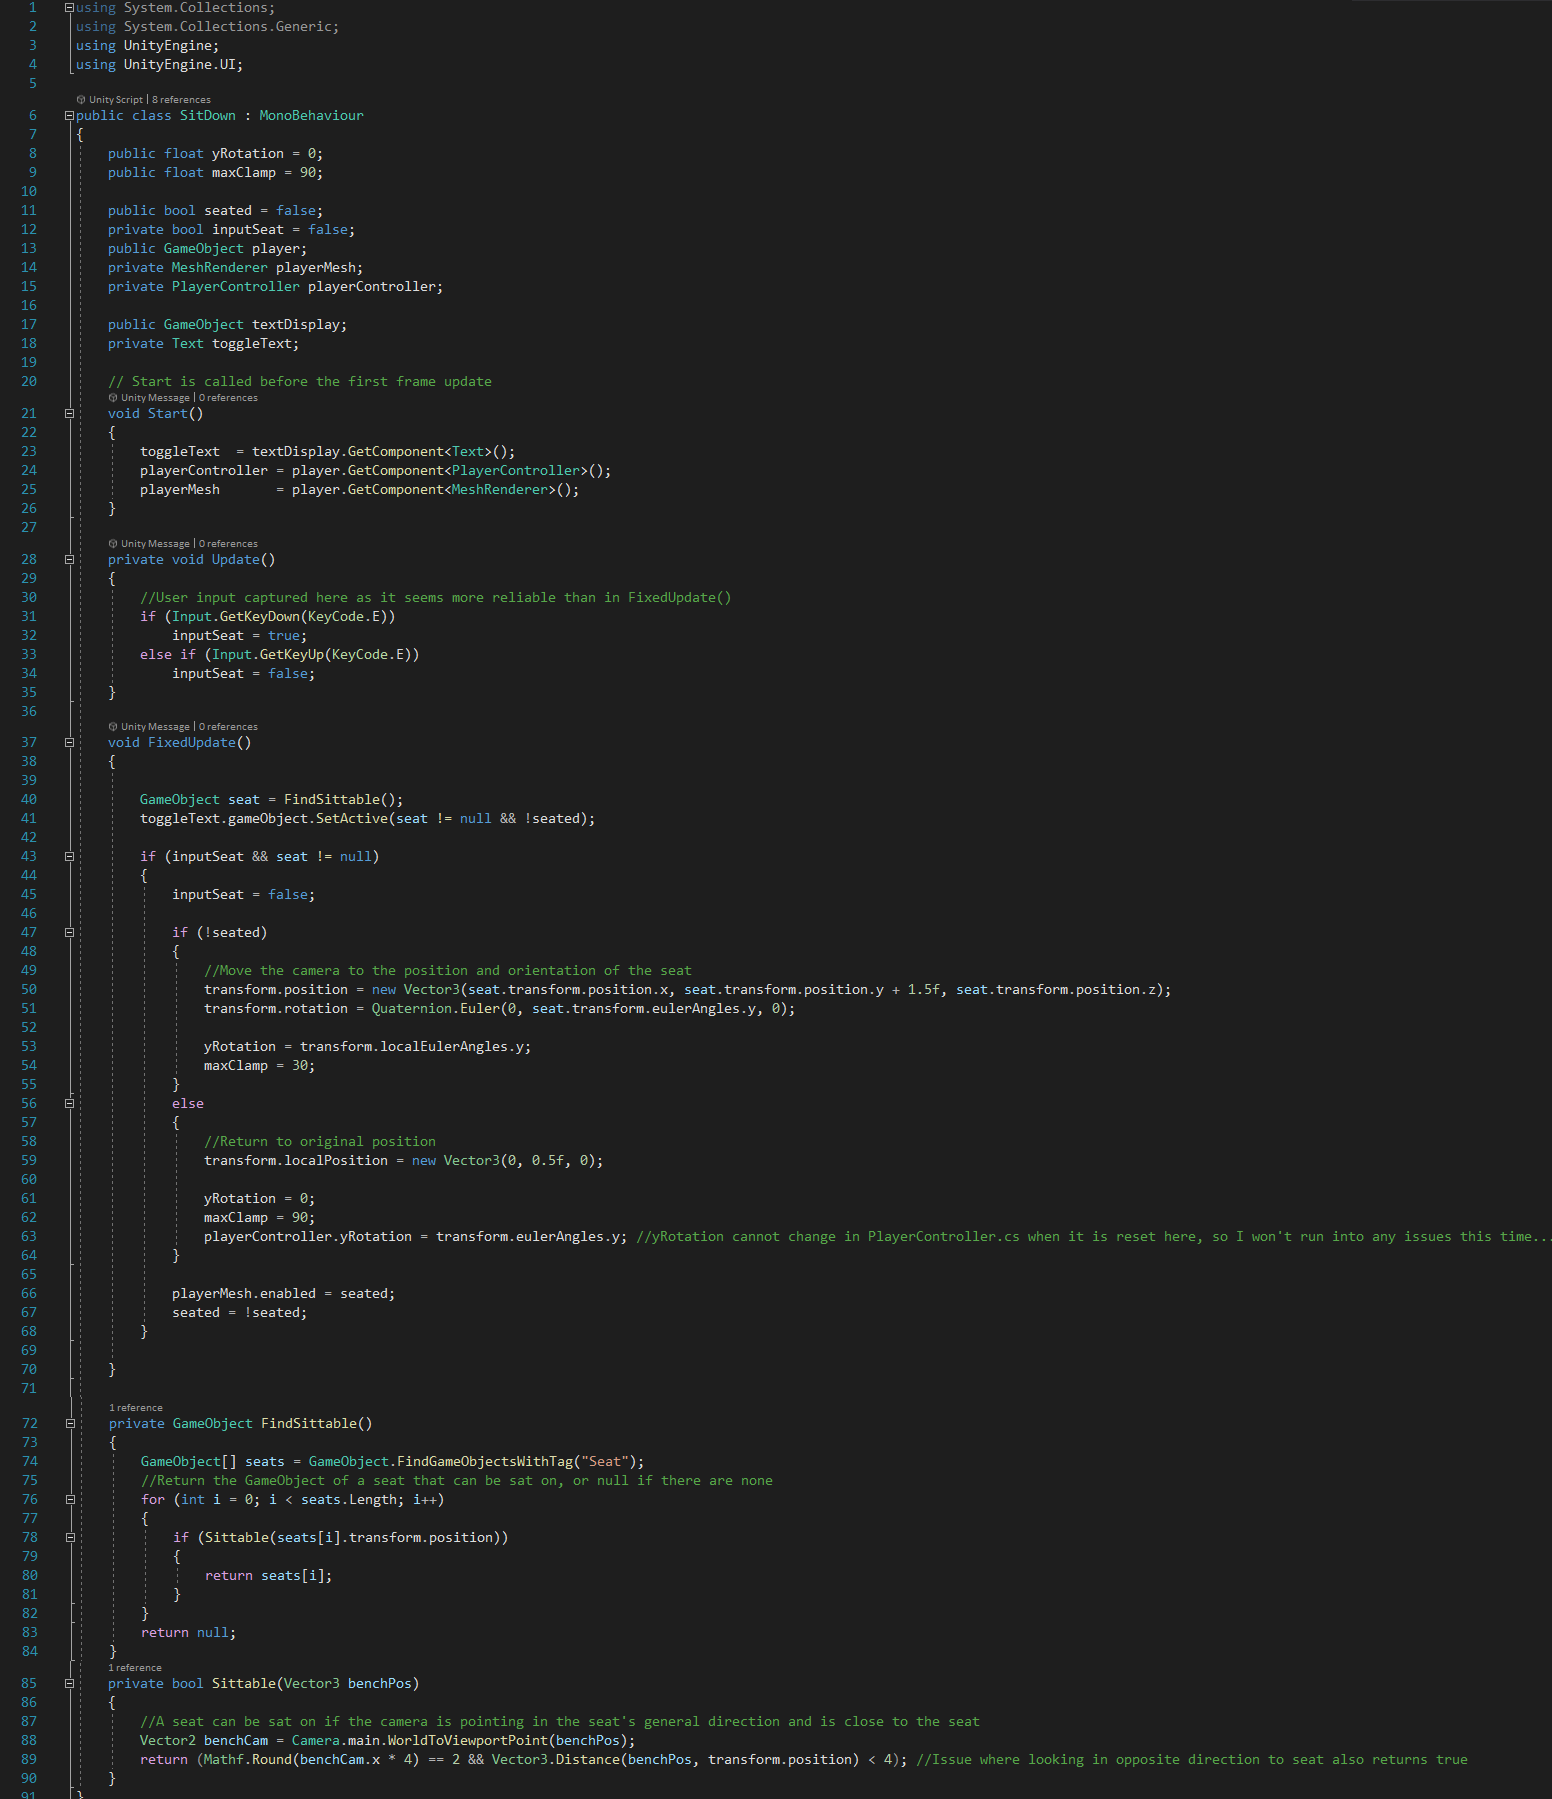 1 using System.Collections;
2 using System.Collections.Generic;
3 using UnityEngine;
4 using UnityEngine.UI;
5
Unity Script | 8 references
6 public class SitDown : MonoBehaviour
7 {
8 public float yRotation = 0;
9 public float maxClamp = 90;
10
11 public bool seated = false;
12 private bool inputSeat = false;
13 public GameObject player;
14 private MeshRenderer playerMesh;
15 private PlayerController playerController;
16
17 public GameObject textDisplay;
18 private Text toggleText;
19
20 // Start is called before the first frame update
Unity Message | 0 references
21 void Start()
22 {
23 toggleText  = textDisplay.GetComponent<Text>();
24 playerController = player.GetComponent<PlayerController>();
25 playerMesh       = player.GetComponent<MeshRenderer>();
26 }
27
Unity Message | 0 references
28 private void Update()
29 {
30 //User input captured here as it seems more reliable than in FixedUpdate()
31 if (Input.GetKeyDown(KeyCode.E))
32 inputSeat = true;
33 else if (Input.GetKeyUp(KeyCode.E))
34 inputSeat = false;
35 }
36
Unity Message | 0 references
37 void FixedUpdate()
38 {
39
40 GameObject seat = FindSittable();
41 toggleText.gameObject.SetActive(seat != null && !seated);
42
43 if (inputSeat && seat != null)
44 {
45 inputSeat = false;
46
47 if (!seated)
48 {
49 //Move the camera to the position and orientation of the seat
50 transform.position = new Vector3(seat.transform.position.x, seat.transform.position.y + 1.5f, seat.transform.position.z);
51 transform.rotation = Quaternion.Euler(0, seat.transform.eulerAngles.y, 0);
52
53 yRotation = transform.localEulerAngles.y;
54 maxClamp = 30;
55 }
56 else
57 {
58 //Return to original position
59 transform.localPosition = new Vector3(0, 0.5f, 0);
60
61 yRotation = 0;
62 maxClamp = 90;
63 playerController.yRotation = transform.eulerAngles.y; //yRotation cannot change in PlayerController.cs when it is reset here, so I won't run into any issues this time...
64 }
65
66 playerMesh.enabled = seated;
67 seated = !seated;
68 }
69
70 }
71
1 reference
72 private GameObject FindSittable()
73 {
74 GameObject[] seats = GameObject.FindGameObjectsWithTag("Seat");
75 //Return the GameObject of a seat that can be sat on, or null if there are none
76 for (int i = 0; i < seats.Length; i++)
77 {
78 if (Sittable(seats[i].transform.position))
79 {
80 return seats[i];
81 }
82 }
83 return null;
84 }
1 reference
85 private bool Sittable(Vector3 benchPos)
86 {
87 //A seat can be sat on if the camera is pointing in the seat's general direction and is close to the seat
88 Vector2 benchCam = Camera.main.WorldToViewportPoint(benchPos);
89 return (Mathf.Round(benchCam.x * 4) == 2 && Vector3.Distance(benchPos, transform.position) < 4); //Issue where looking in opposite direction to seat also returns true
90 }
91 }